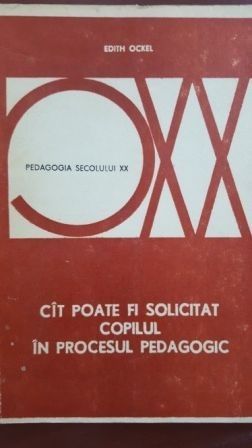 EDITH OCKEL
XX
PEDAGOGIA SECOLULUI XX
CÎT POATE FI SOLICITAT
COPILUL
ÎN PROCESUL PEDAGOGIC